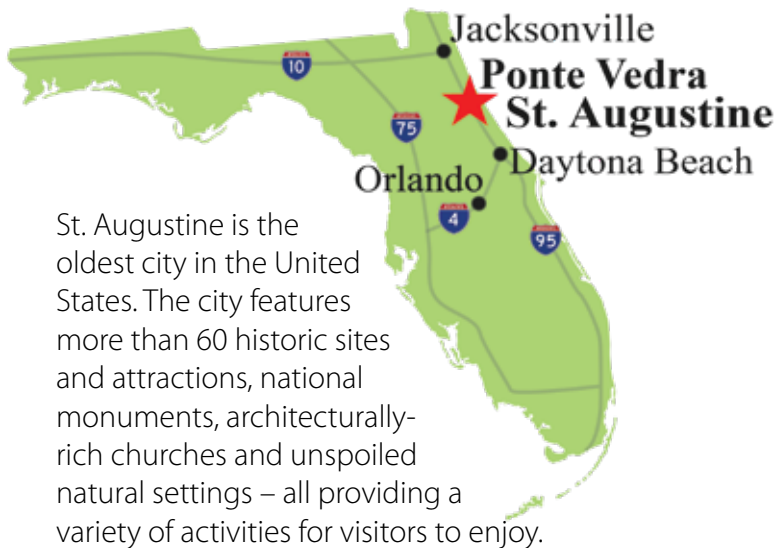 Jacksonville
10
Ponte Vedra
75
St. Augustine
Daytona Beach
Orlando
4
95
St. Augustine is the
oldest city in the United
States. The city features
more than 60 historic sites
and attractions, national
monuments, architecturally-
rich churches and unspoiled
natural settings – all providing a
variety of activities for visitors to enjoy.